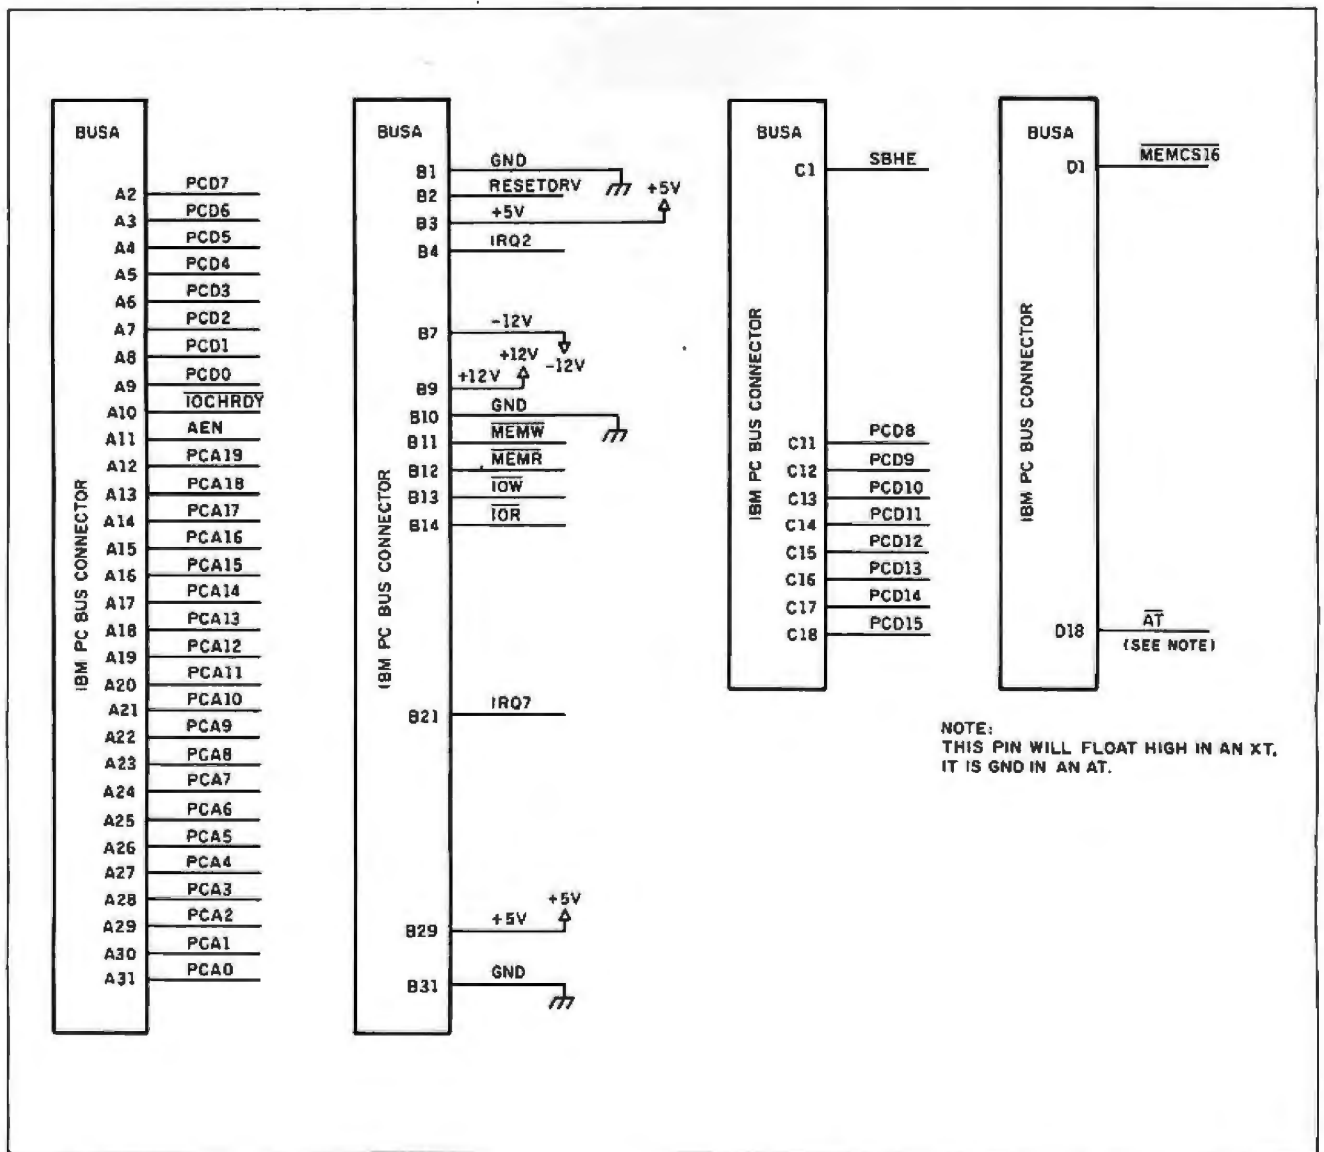 BUSA
A2 PCD7
A3 PCD6
A4 PCD5
A5 PCD4
A6 PCD3
A7 PCD2
A8 PCD1
A9 PCD0
A10 IOCHRDY
A11 AEN
A12 PCA19
A13 PCA18
A14 PCA17
A15 PCA16
A16 PCA15
A17 PCA14
A18 PCA13
A19 PCA12
A20 PCA11
A21 PCA10
A22 PCA9
A23 PCA8
A24 PCA7
A25 PCA6
A26 PCA5
A27 PCA4
A28 PCA3
A29 PCA2
A30 PCA1
A31 PCA0
IBM PC BUS CONNECTOR
BUSA
B1 GND
B2 RESETDRV
B3 +5V +5V
B4 IRQ2
B7 -12V -12V
B9 +12V +12V
B10 GND
B11 MEMW
B12 MEMR
B13 IOW
B14 IOR
B21 IRQ7
B29 +5V +5V
B31 GND
IBM PC BUS CONNECTOR
BUSA
C1 SBHE
C11 PCD8
C12 PCD9
C13 PCD10
C14 PCD11
C15 PCD12
C16 PCD13
C17 PCD14
C18 PCD15
IBM PC BUS CONNECTOR
BUSA
D1 MEMCS16
D18 AT
(SEE NOTE)
IBM PC BUS CONNECTOR
NOTE:
THIS PIN WILL FLOAT HIGH IN AN XT.
IT IS GND IN AN AT.